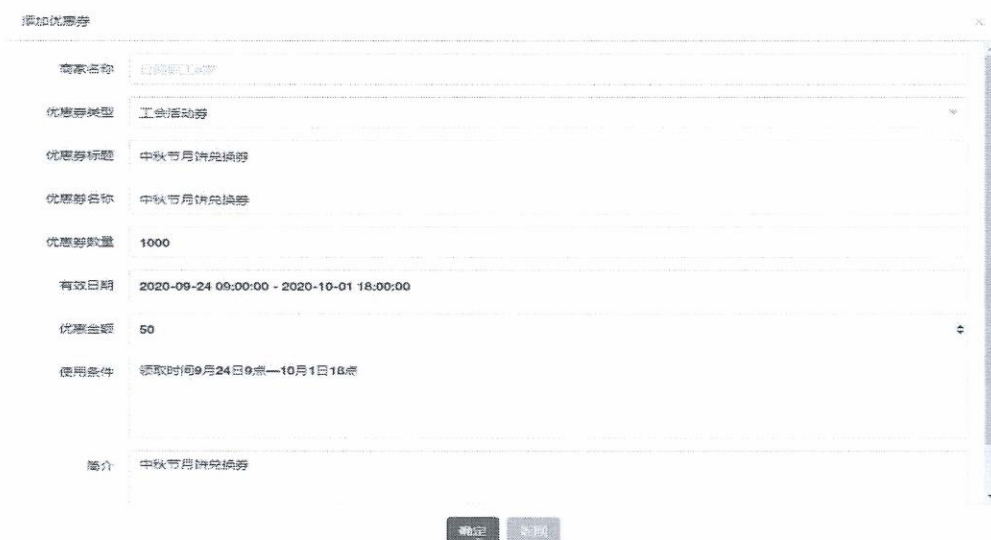 添加优惠券
商家名称
优惠券类型 工会活动券
优惠券标题 中秋节月饼兑换券
优惠券名称 中秋节月饼兑换券
优惠券数量 1000
有效日期 2020-09-24 09:00:00 - 2020-10-01 18:00:00
优惠金额 50
使用条件 领取时间9月24日9点—10月1日18点
简介 中秋节月饼兑换券
确定